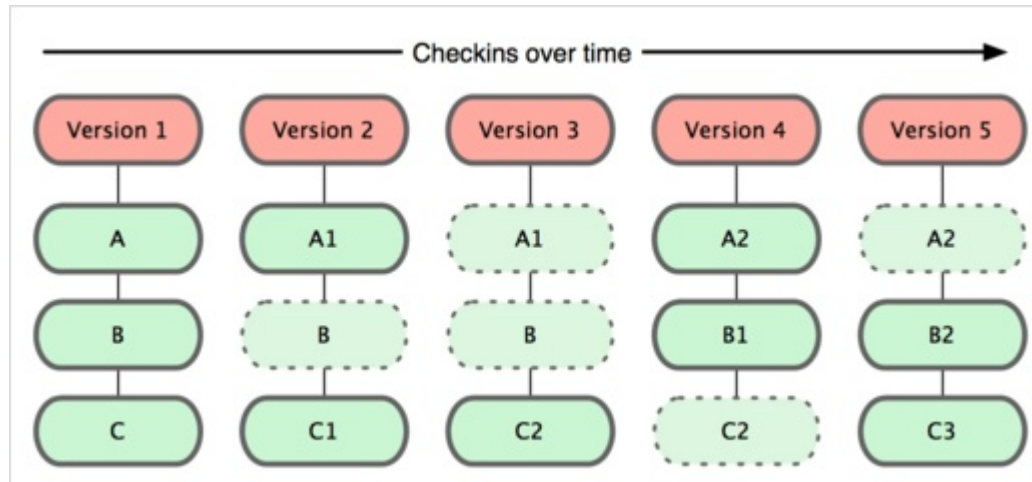 Checkins over time
Version 1 Version 2 Version 3 Version 4 Version 5
A A1 A1 A2 A2
B B B B1 B2
C C1 C2 C2 C3